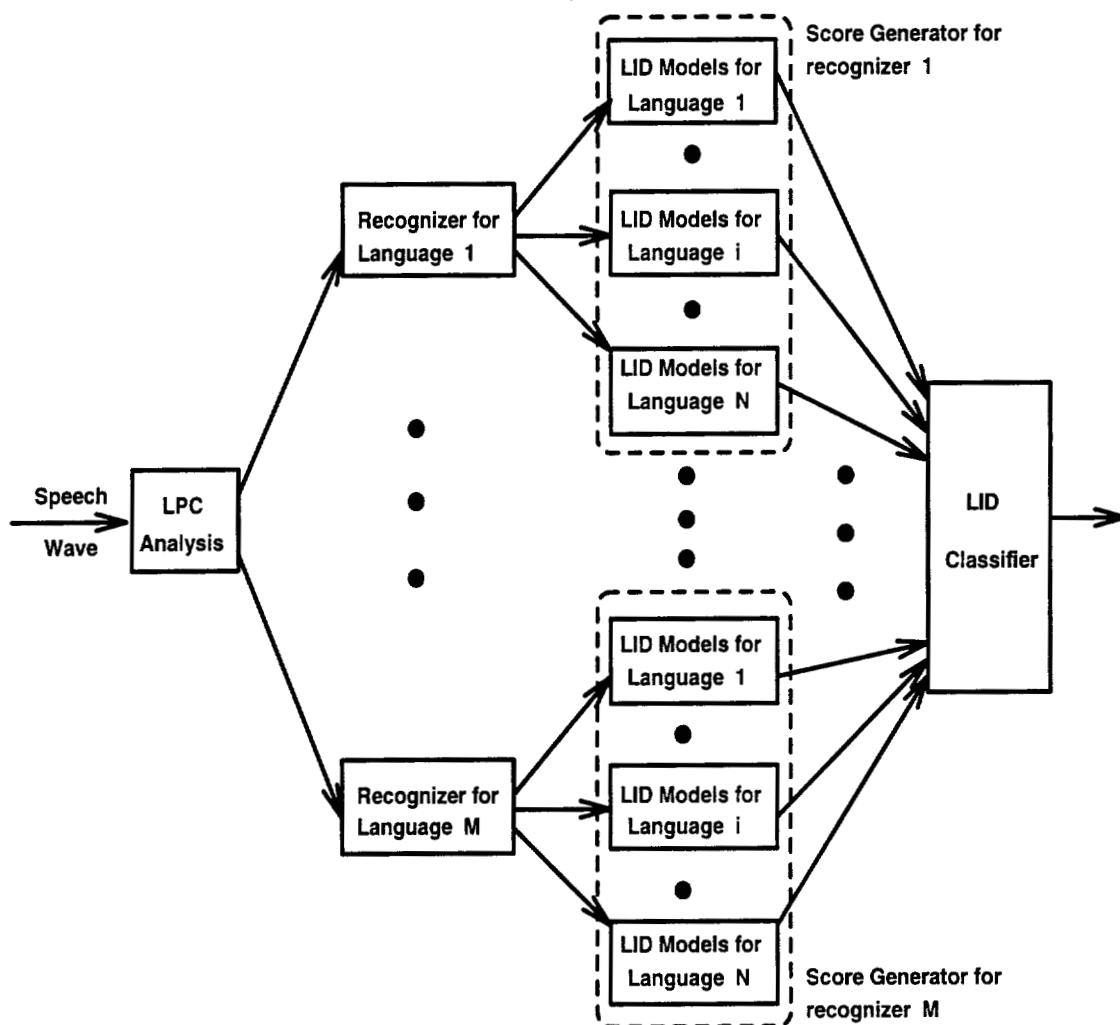 Score Generator for
recognizer 1
LID Models for
Language 1
LID Models for
Language i
LID Models for
Language N
Recognizer for
Language 1
Speech
Wave
LPC
Analysis
LID
Classifier
LID Models for
Language 1
LID Models for
Language i
LID Models for
Language N
Recognizer for
Language M
Score Generator for
recognizer M